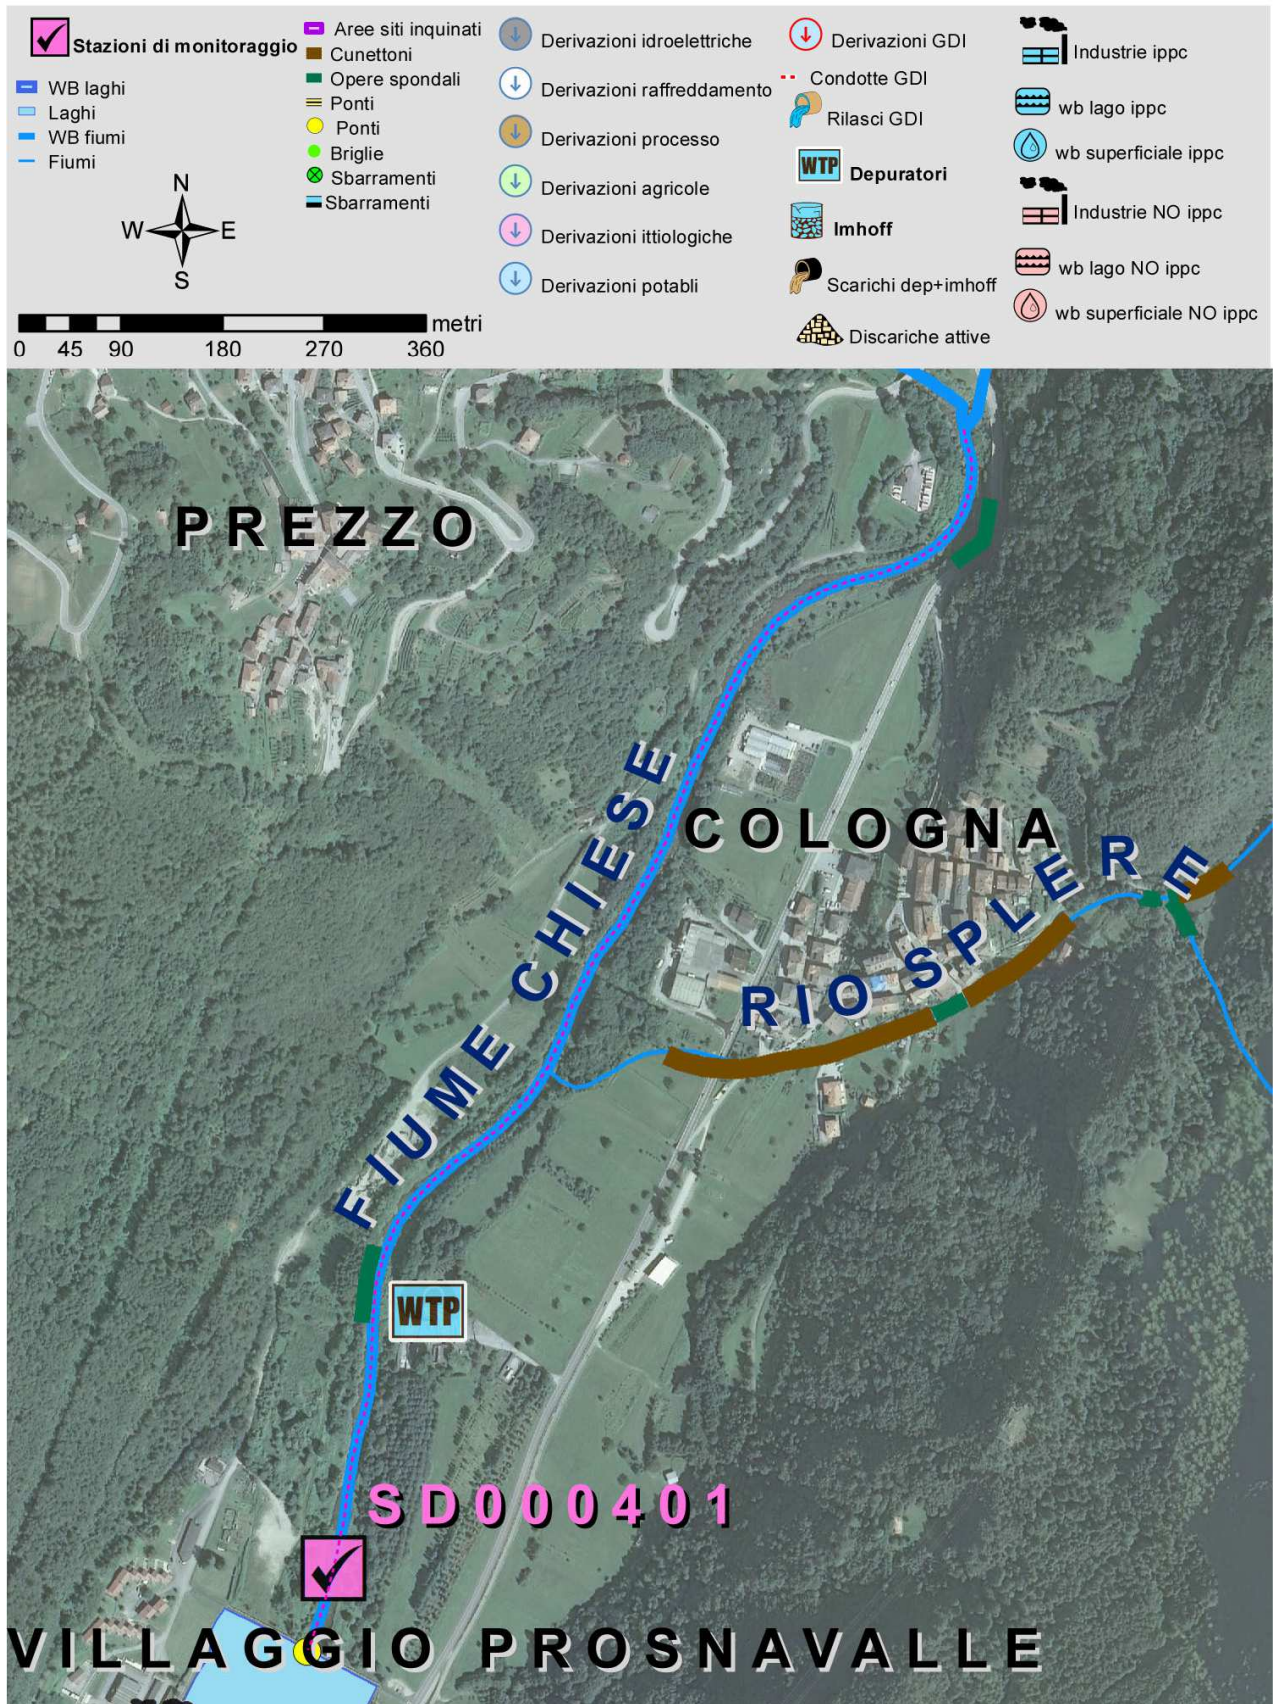 Stazioni di monitoraggio
WB laghi
Laghi
WB fiumi
Fiumi
N
W E
S
metri
0 45 90 180 270 360
Aree siti inquinati
Cunettoni
Opere spondali
Ponti
Ponti
Briglie
Sbarramenti
Sbarramenti
Derivazioni idroelettriche
Derivazioni raffreddamento
Derivazioni processo
Derivazioni agricole
Derivazioni ittiologiche
Derivazioni potabli
Derivazioni GDI
Condotte GDI
Rilasci GDI
WTP Depuratori
Imhoff
Scarichi dep+imhoff
Discariche attive
Industrie ippc
wb lago ippc
wb superficiale ippc
Industrie NO ippc
wb lago NO ippc
wb superficiale NO ippc
PREZZO
FIUME CHIESE
COLOGNA
RIO SPLERE
WTP
SD000401
VILLAGGIO PROSNAVALLE